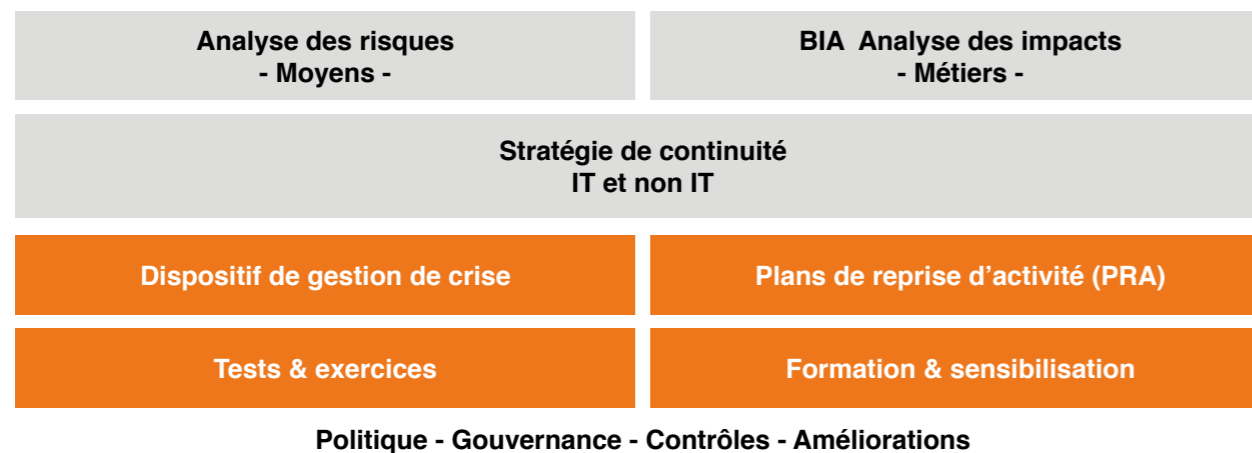 Analyse des risques
- Moyens -
BIA Analyse des impacts
- Métiers -
Stratégie de continuité
IT et non IT
Dispositif de gestion de crise
Plans de reprise d’activité (PRA)
Tests & exercices
Formation & sensibilisation
Politique - Gouvernance - Contrôles - Améliorations